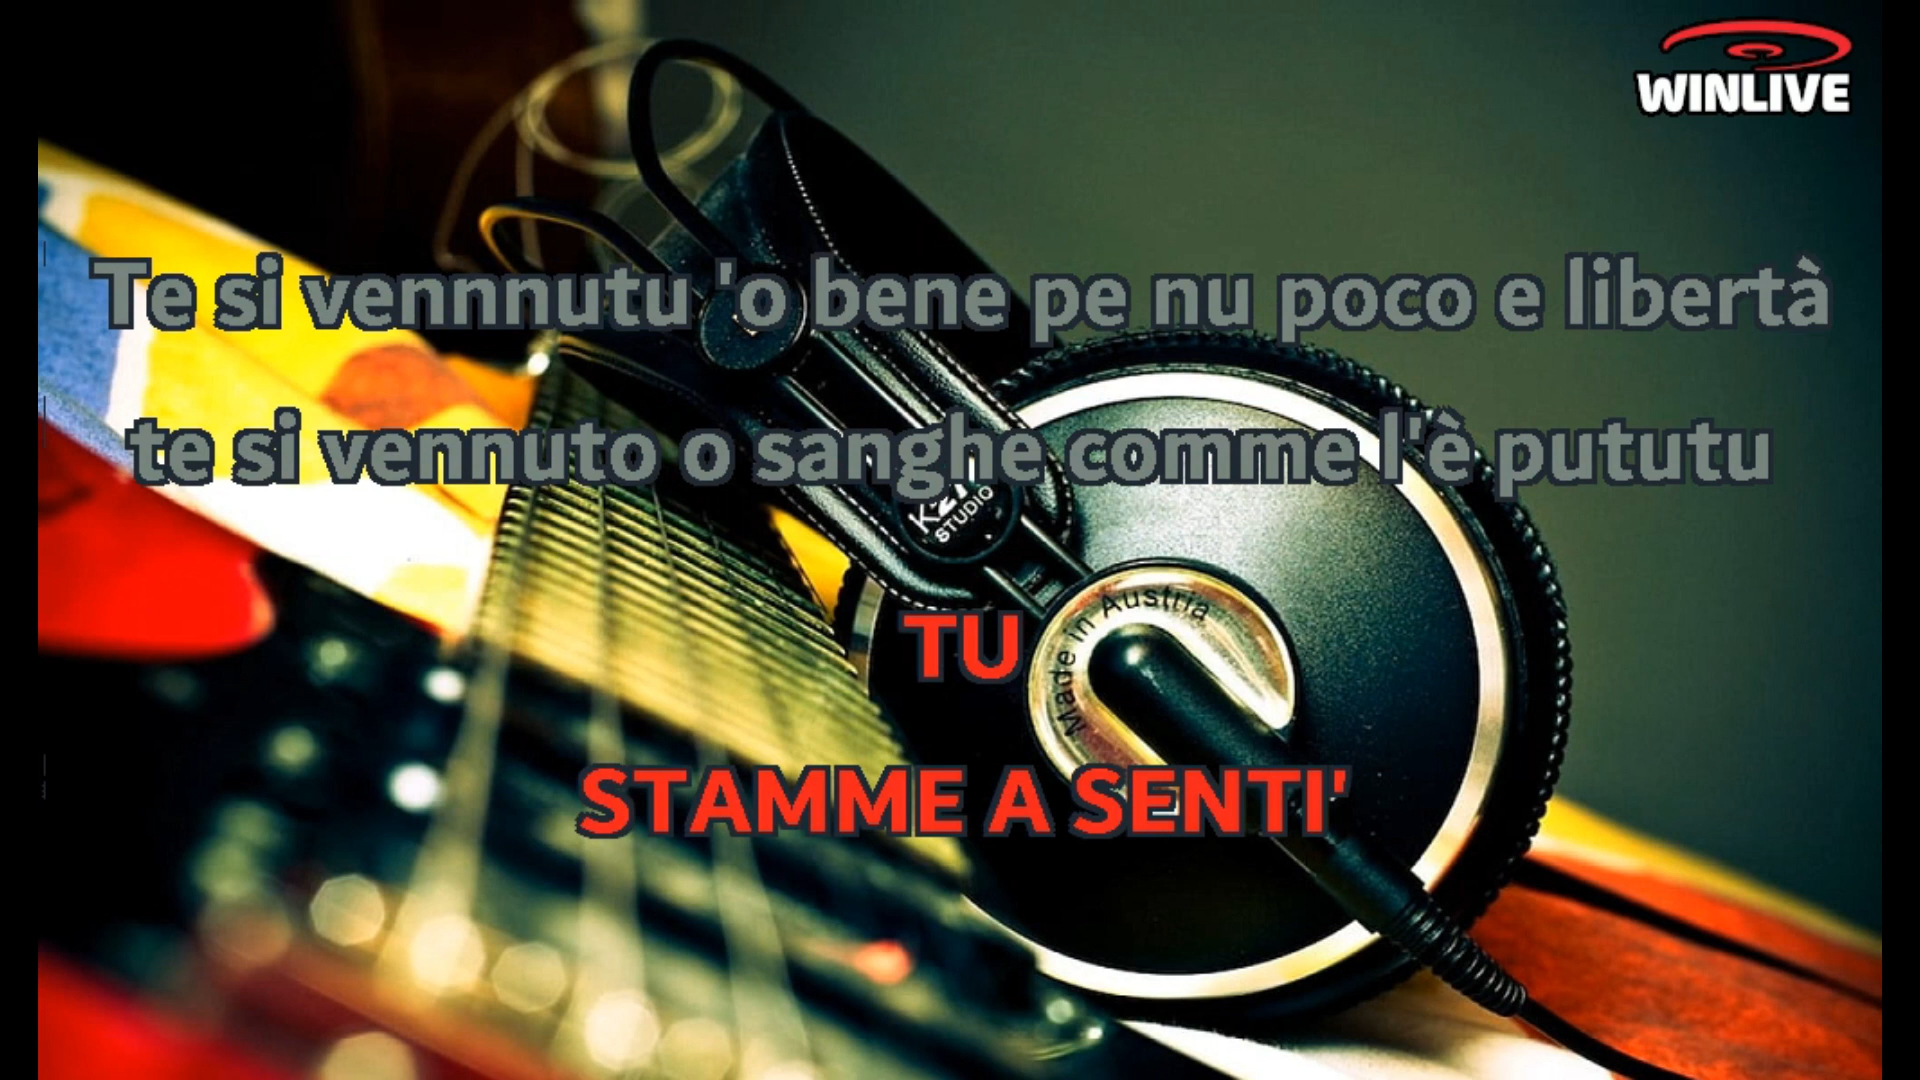 WINLIVE
Te si vennnutu 'o bene pe nu poco e libertà
te si vennuto o sanghe comme l'è pututu
STUDIO
Made in Austria
TU
STAMME A SENTI'